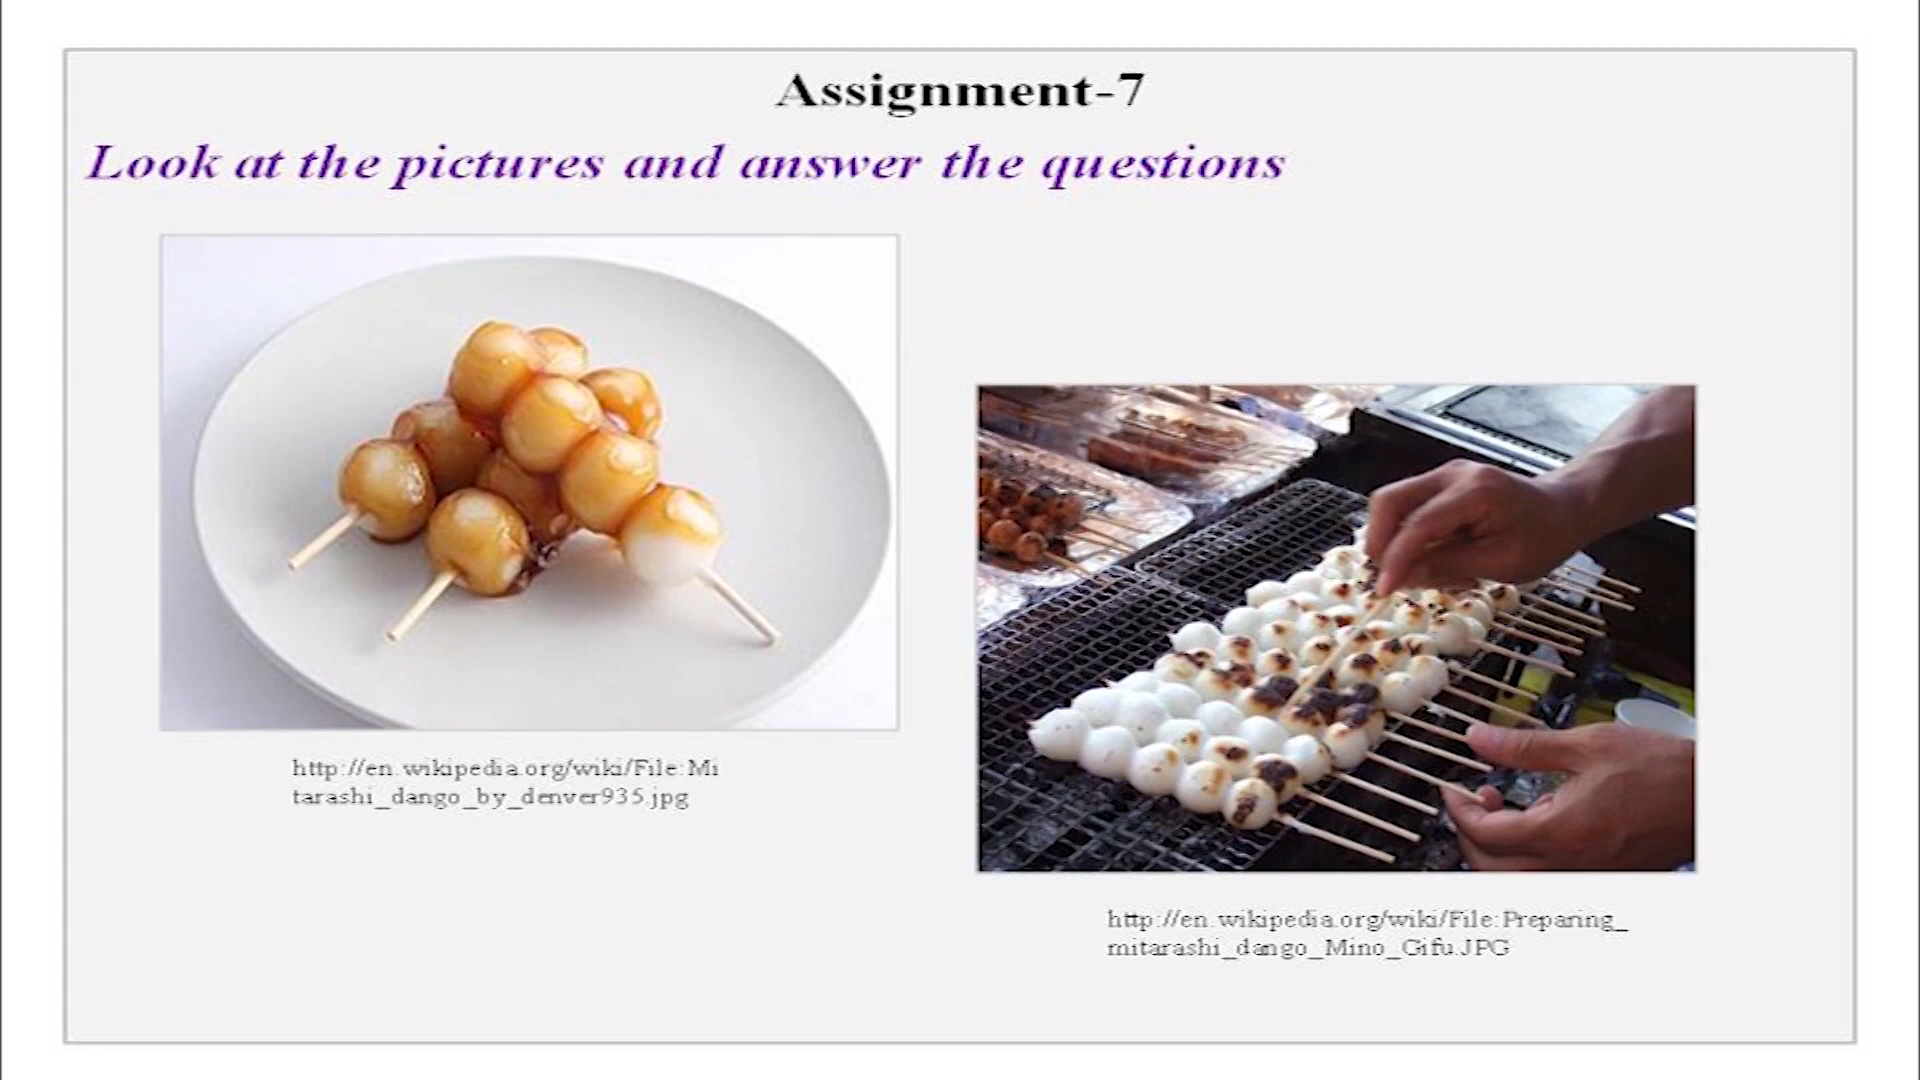 Assignment-7
Look at the pictures and answer the questions
http://en.wikipedia.org/wiki/File:Mi
tarashi_dango_by_denver935.jpg
http://en.wikipedia.org/wiki/File:Preparing_
mitarashi_dango_Mino_Gifu.JPG